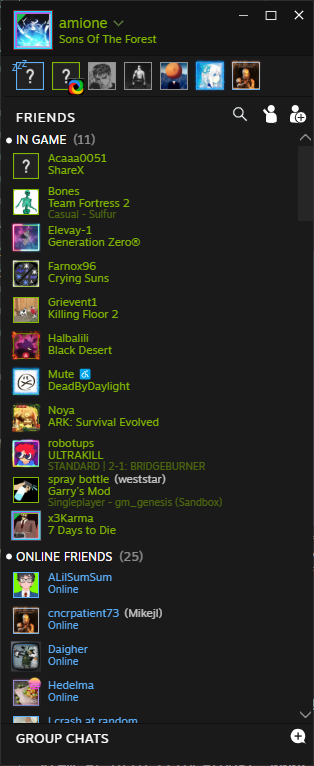 amione
Sons Of The Forest
zZZ
?
?
FRIENDS
IN GAME (11)
?
Acaaa0051
ShareX
Bones
Team Fortress 2
Casual - Sulfur
Elevay-1
Generation Zero®
Farnox96
Crying Suns
Grievent1
Killing Floor 2
Halbalili
Black Desert
Mute
DeadByDaylight
Noya
ARK: Survival Evolved
robotups
ULTRAKILL
STANDARD | 2-1: BRIDGEBURNER
spray bottle (weststar)
Garry's Mod
Singleplayer - gm_genesis (Sandbox)
x3Karma
7 Days to Die
ONLINE FRIENDS (25)
ALilSumSum
Online
cncrpatient73 (Mikejl)
Online
Daigher
Online
Hedelma
Online
I crash at random
GROUP CHATS